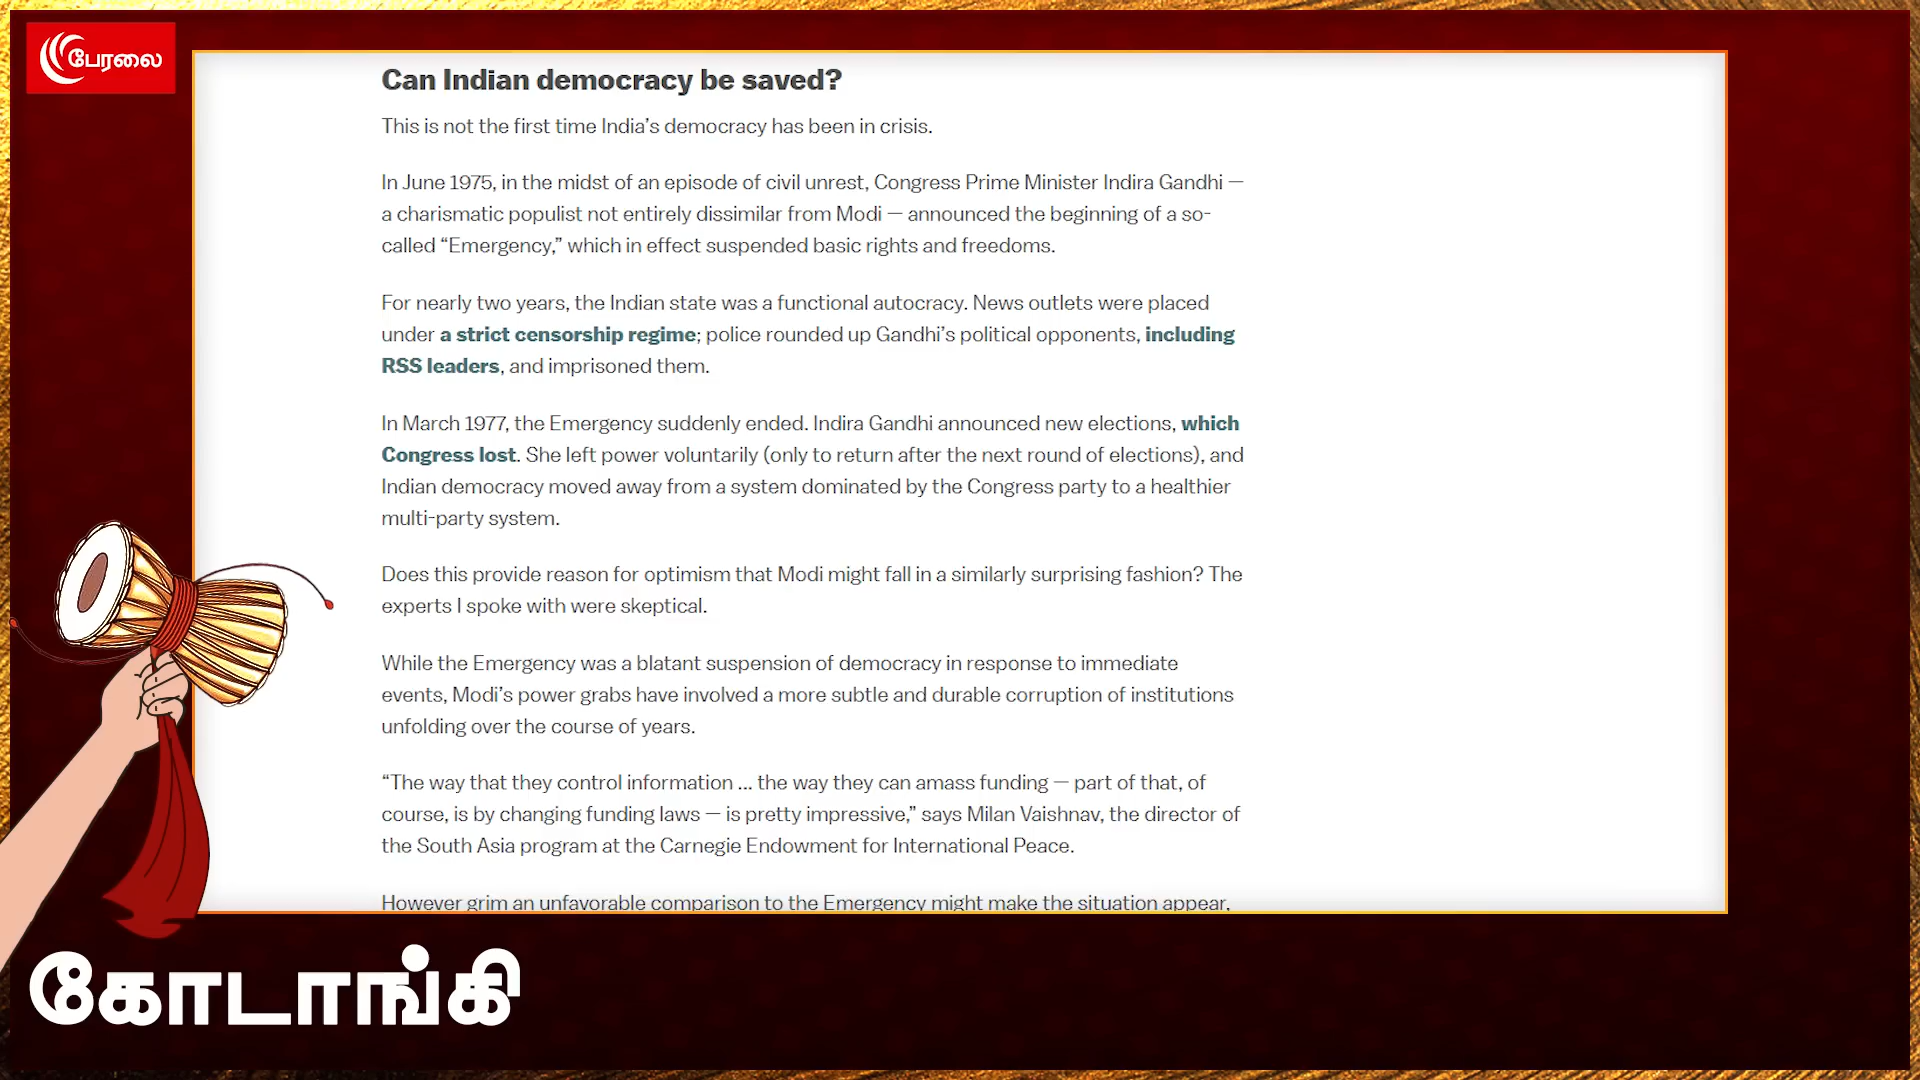 பேரலை
Can Indian democracy be saved?
This is not the first time India’s democracy has been in crisis.
In June 1975, in the midst of an episode of civil unrest, Congress Prime Minister Indira Gandhi —
a charismatic populist not entirely dissimilar from Modi — announced the beginning of a so-
called “Emergency,” which in effect suspended basic rights and freedoms.
For nearly two years, the Indian state was a functional autocracy. News outlets were placed
under a strict censorship regime; police rounded up Gandhi’s political opponents, including
RSS leaders, and imprisoned them.
In March 1977, the Emergency suddenly ended. Indira Gandhi announced new elections, which
Congress lost. She left power voluntarily (only to return after the next round of elections), and
Indian democracy moved away from a system dominated by the Congress party to a healthier
multi-party system.
Does this provide reason for optimism that Modi might fall in a similarly surprising fashion? The
experts I spoke with were skeptical.
While the Emergency was a blatant suspension of democracy in response to immediate
events, Modi’s power grabs have involved a more subtle and durable corruption of institutions
unfolding over the course of years.
“The way that they control information ... the way they can amass funding — part of that, of
course, is by changing funding laws — is pretty impressive,” says Milan Vaishnav, the director of
the South Asia program at the Carnegie Endowment for International Peace.
However grim an unfavorable comparison to the Emergency might make the situation appear,
கோடாங்கி